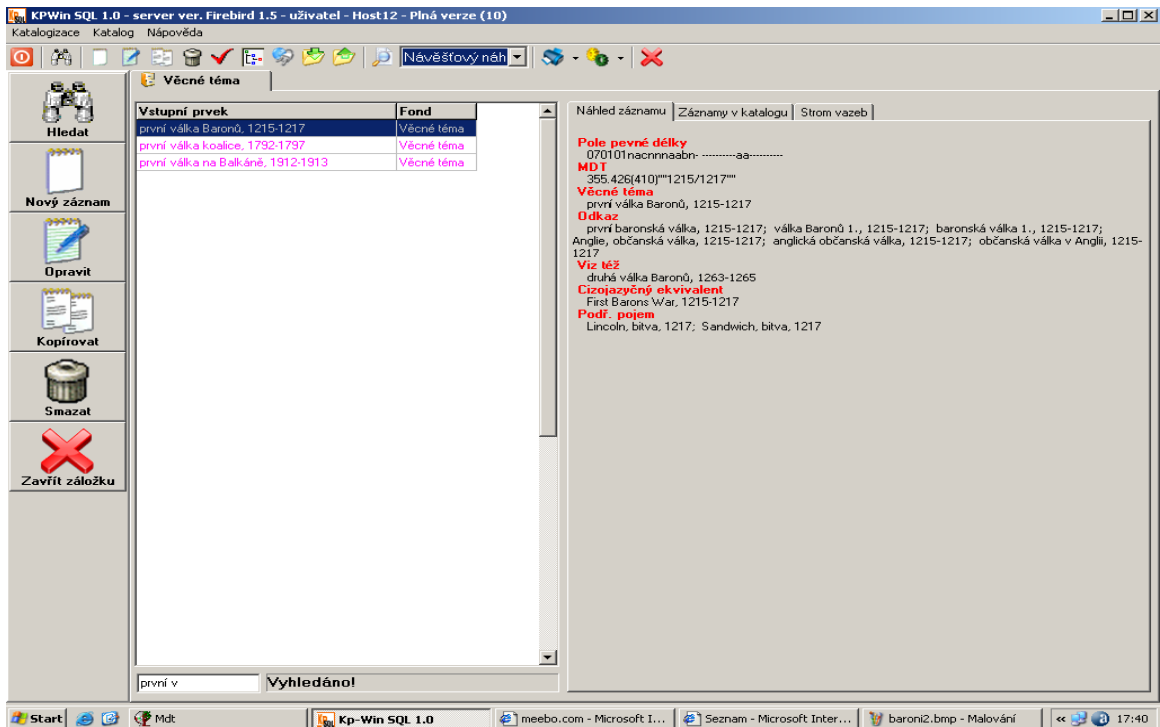 KPWin SQL 1.0 - server ver. Firebird 1.5 - uživatel - Host12 - Plná verze (10)
Katalogizace Katalog Nápověda
Návěšťový náh
Hledat
Nový záznam
Opravit
Kopírovat
Smazat
Zavřít záložku
Věcné téma
Vstupní prvek Fond
první válka Baronů, 1215-1217 Věcné téma
první válka koalice, 1792-1797 Věcné téma
první válka na Balkáně, 1912-1913 Věcné téma
první v Vyhledáno!
Náhled záznamu Záznamy v katalogu Strom vazeb
Pole pevné délky
070101nacnnnaabn- ----------aa----------
MDT
355.426(410)""1215/1217""
Věcné téma
první válka Baronů, 1215-1217
Odkaz
první baronská válka, 1215-1217; válka Baronů 1., 1215-1217; baronská válka 1., 1215-1217;
Anglie, občanská válka, 1215-1217; anglická občanská válka, 1215-1217; občanská válka v Anglii, 1215-
1217
Viz též
druhá válka Baronů, 1263-1265
Cizojazyčný ekvivalent
First Barons War, 1215-1217
Podř. pojem
Lincoln, bitva, 1217; Sandwich, bitva, 1217
Start Mdt Kp-Win SQL 1.0 meebo.com - Microsoft I... Seznam - Microsoft Inter... baroni2.bmp - Malování « 17:40